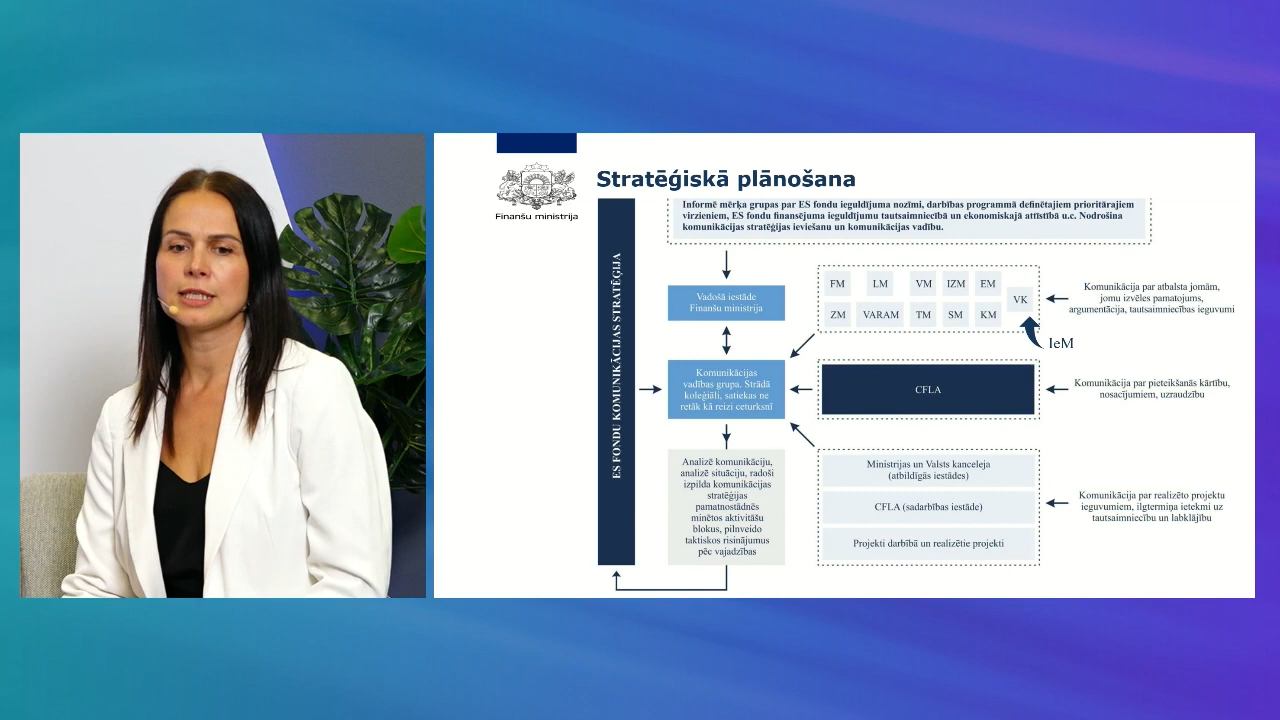 Finanšu ministrija
Stratēģiskā plānošana
ES FONDU KOMUNIKĀCIJAS STRATĒĢIJA
Informē mērķa grupas par ES fondu ieguldījuma nozīmi, darbības programmā definētajiem prioritārajiem
virzieniem, ES fondu finansējuma ieguldījumu tautsaimniecībā un ekonomiskajā attīstībā u.c. Nodrošina
komunikācijas stratēģijas ieviešanu un komunikācijas vadību.
Vadošā iestāde
Finanšu ministrija
Komunikācijas
vadības grupa. Strādā
koleģiāli, satiekas ne
retāk kā reizi ceturksnī
Analizē komunikāciju,
analizē situāciju, radoši
izpilda komunikācijas
stratēģijas
pamatnostādnēs
minētos aktivitāšu
blokus, pilnveido
taktiskos risinājumus
pēc vajadzības
FM LM VM IZM EM
VK
ZM VARAM TM SM KM
IeM
Komunikācija par atbalsta jomām,
jomu izvēles pamatojums,
argumentācija, tautsaimniecības ieguvumi
CFLA
Komunikācija par pieteikšanās kārtību,
nosacījumiem, uzraudzību
Ministrijas un Valsts kanceleja
(atbildīgās iestādes)
CFLA (sadarbības iestāde)
Projekti darbībā un realizētie projekti
Komunikācija par realizēto projektu
ieguvumiem, ilgtermiņa ietekmi uz
tautsaimniecību un labklājību